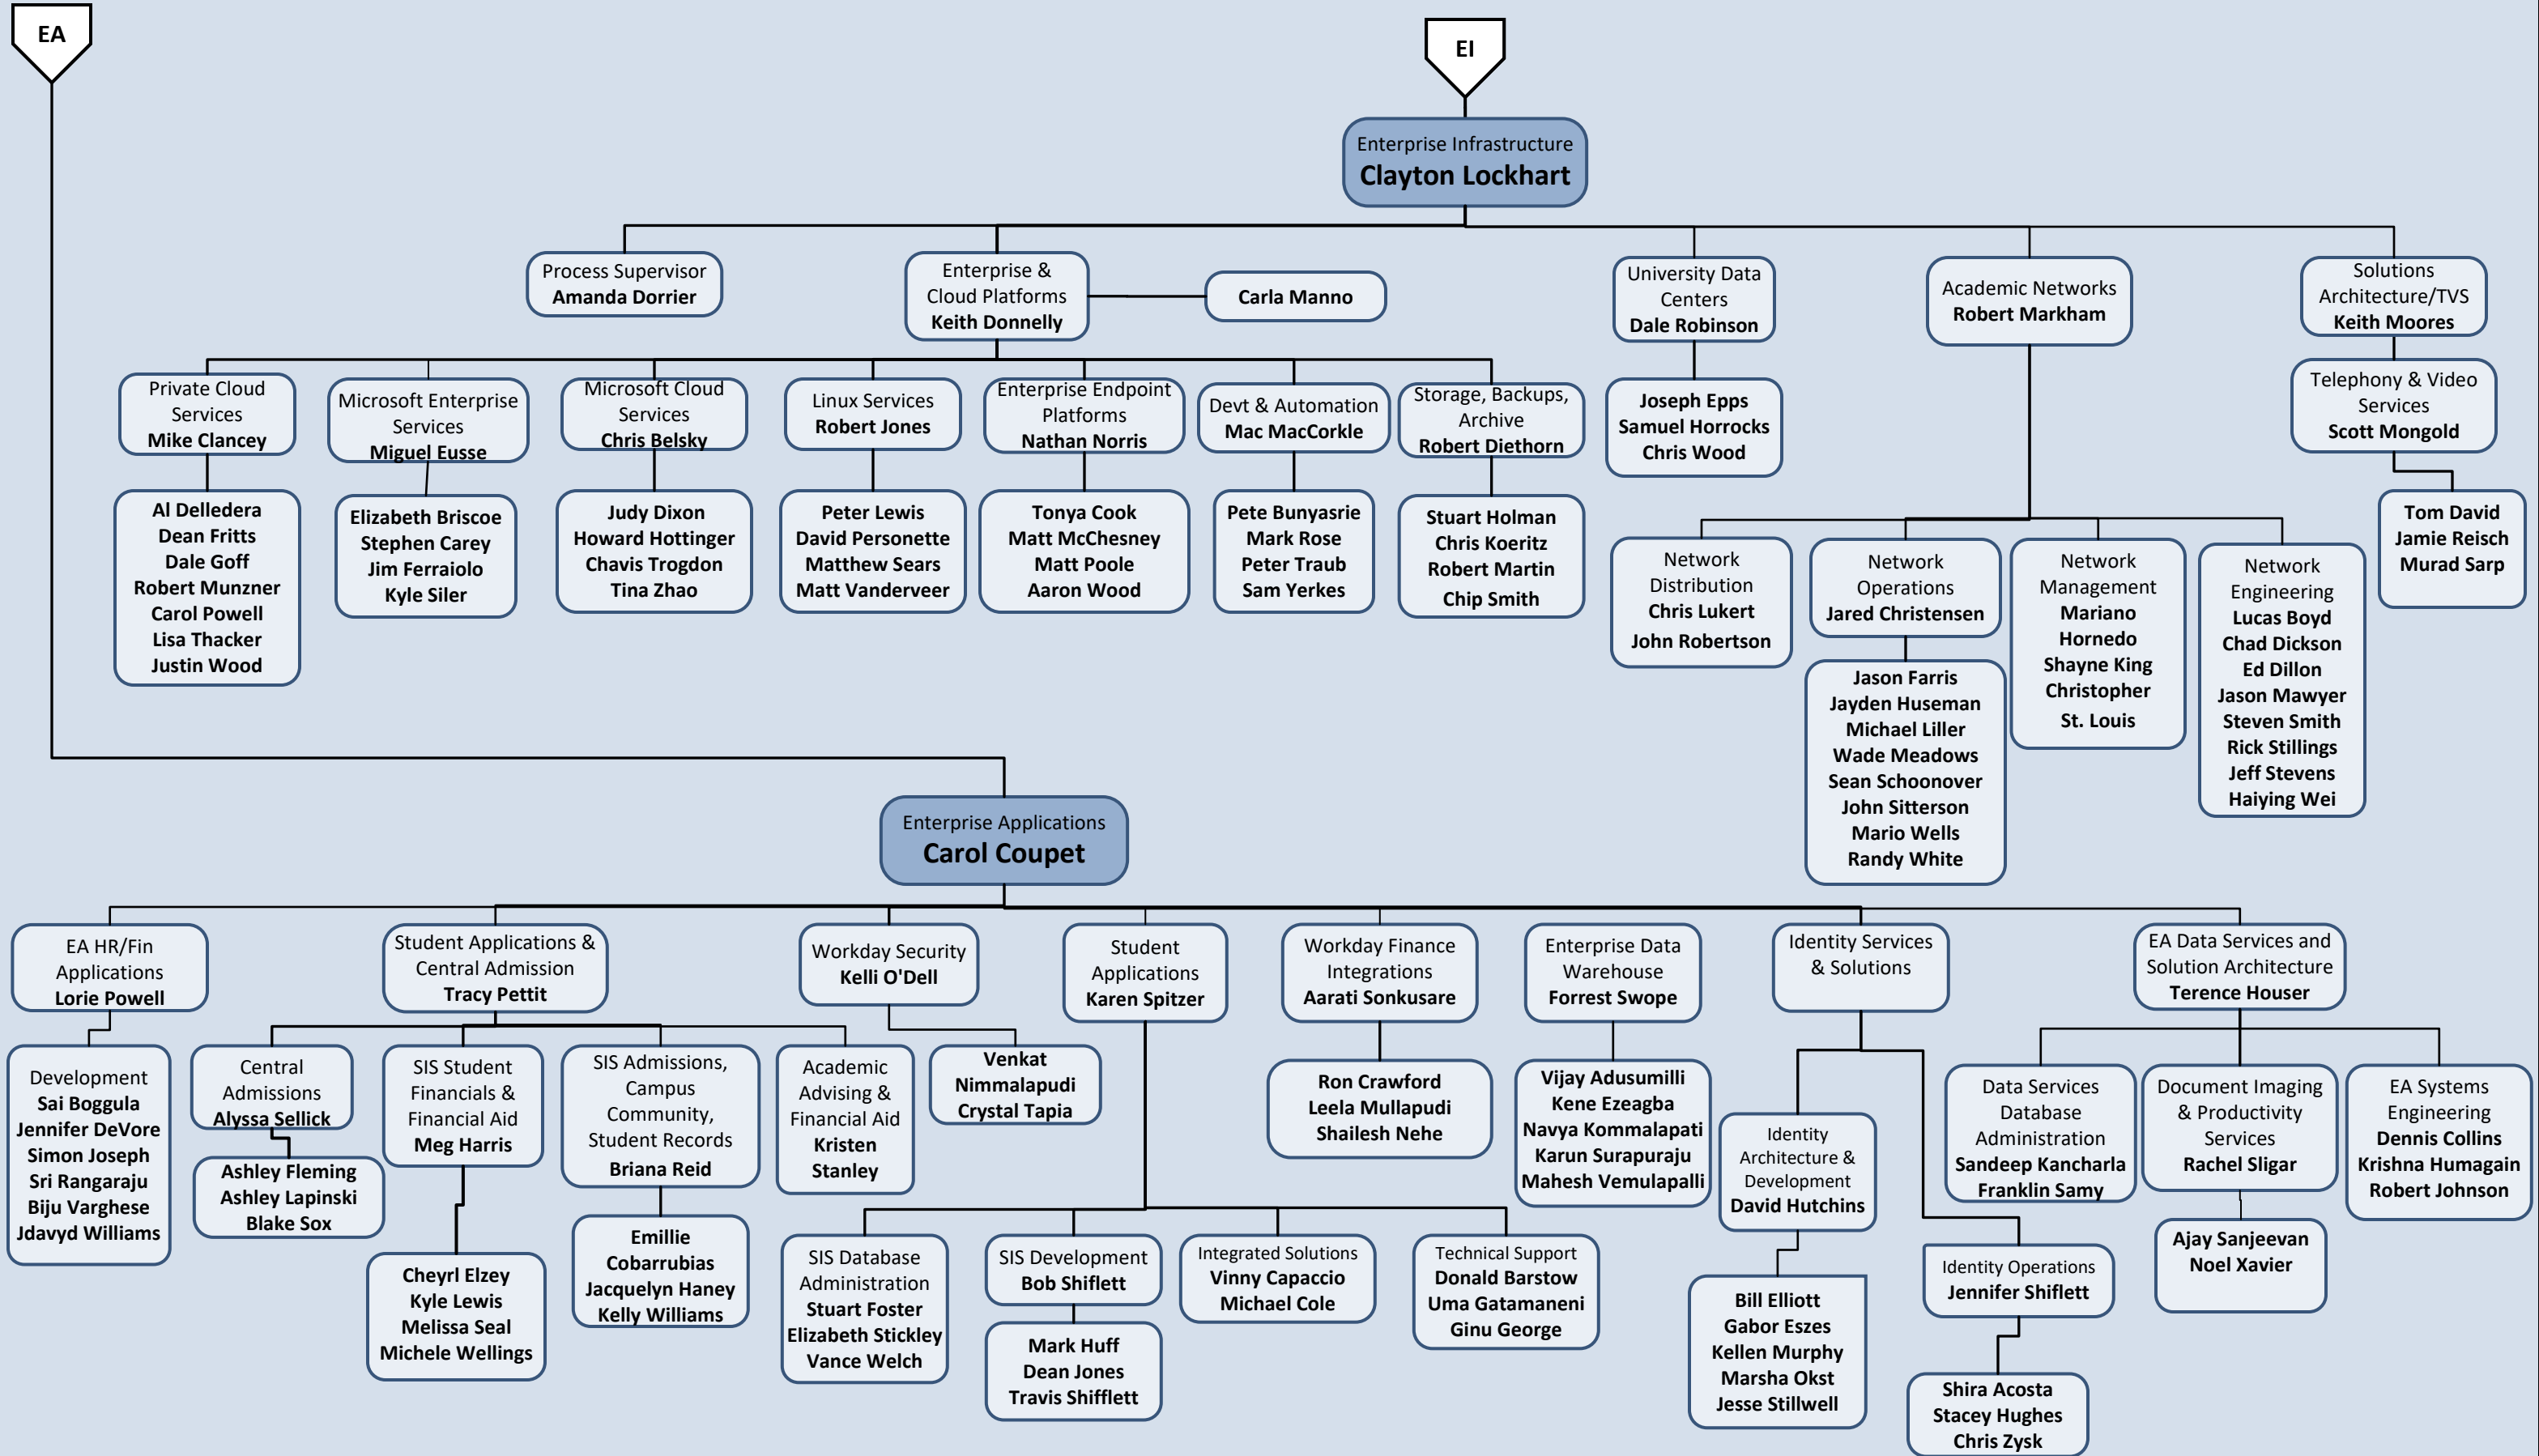 EA
EI
Enterprise Infrastructure
Clayton Lockhart
Process Supervisor
Amanda Dorrier
Enterprise &
Cloud Platforms
Keith Donnelly
Carla Manno
University Data
Centers
Dale Robinson
Academic Networks
Robert Markham
Solutions
Architecture/TVS
Keith Moores
Private Cloud
Services
Mike Clancey
Microsoft Enterprise
Services
Miguel Eusse
Microsoft Cloud
Services
Chris Belsky
Linux Services
Robert Jones
Enterprise Endpoint
Platforms
Nathan Norris
Devt & Automation
Mac MacCorkle
Storage, Backups,
Archive
Robert Diethorn
Joseph Epps
Samuel Horrocks
Chris Wood
Telephony & Video
Services
Scott Mongold
Al Delledera
Dean Fritts
Dale Goff
Robert Munzner
Carol Powell
Lisa Thacker
Justin Wood
Elizabeth Briscoe
Stephen Carey
Jim Ferraiolo
Kyle Siler
Judy Dixon
Howard Hottinger
Chavis Trogdon
Tina Zhao
Peter Lewis
David Personette
Matthew Sears
Matt Vanderveer
Tonya Cook
Matt McChesney
Matt Poole
Aaron Wood
Pete Bunyasrie
Mark Rose
Peter Traub
Sam Yerkes
Stuart Holman
Chris Koeritz
Robert Martin
Chip Smith
Tom David
Jamie Reisch
Murad Sarp
Network
Distribution
Chris Lukert
John Robertson
Network
Operations
Jared Christensen
Network
Management
Mariano
Hornedo
Shayne King
Christopher
St. Louis
Network
Engineering
Lucas Boyd
Chad Dickson
Ed Dillon
Jason Mawyer
Steven Smith
Rick Stillings
Jeff Stevens
Haiying Wei
Jason Farris
Jayden Huseman
Michael Liller
Wade Meadows
Sean Schoonover
John Sitterson
Mario Wells
Randy White
Enterprise Applications
Carol Coupet
EA HR/Fin
Applications
Lorie Powell
Student Applications &
Central Admission
Tracy Pettit
Workday Security
Kelli O'Dell
Student
Applications
Karen Spitzer
Workday Finance
Integrations
Aarati Sonkusare
Enterprise Data
Warehouse
Forrest Swope
Identity Services
& Solutions
EA Data Services and
Solution Architecture
Terence Houser
Development
Sai Boggula
Jennifer DeVore
Simon Joseph
Sri Rangaraju
Biju Varghese
Jdavyd Williams
Central
Admissions
Alyssa Sellick
SIS Student
Financials &
Financial Aid
Meg Harris
SIS Admissions,
Campus
Community,
Student Records
Briana Reid
Academic
Advising &
Financial Aid
Kristen
Stanley
Venkat
Nimmalapudi
Crystal Tapia
Ron Crawford
Leela Mullapudi
Shailesh Nehe
Vijay Adusumilli
Kene Ezeagba
Navya Kommalapati
Karun Surapuraju
Mahesh Vemulapalli
Identity
Architecture &
Development
David Hutchins
Data Services
Database
Administration
Sandeep Kancharla
Franklin Samy
Document Imaging
& Productivity
Services
Rachel Sligar
EA Systems
Engineering
Dennis Collins
Krishna Humagain
Robert Johnson
Ashley Fleming
Ashley Lapinski
Blake Sox
Cheyrl Elzey
Kyle Lewis
Melissa Seal
Michele Wellings
Emillie
Cobarrubias
Jacquelyn Haney
Kelly Williams
SIS Database
Administration
Stuart Foster
Elizabeth Stickley
Vance Welch
SIS Development
Bob Shiflett
Integrated Solutions
Vinny Capaccio
Michael Cole
Technical Support
Donald Barstow
Uma Gatamaneni
Ginu George
Mark Huff
Dean Jones
Travis Shifflett
Bill Elliott
Gabor Eszes
Kellen Murphy
Marsha Okst
Jesse Stillwell
Identity Operations
Jennifer Shiflett
Ajay Sanjeevan
Noel Xavier
Shira Acosta
Stacey Hughes
Chris Zysk